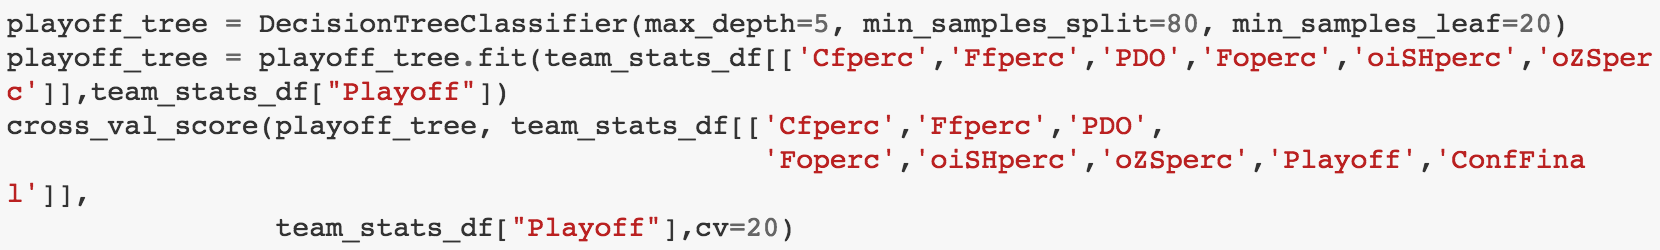 playoff_tree = DecisionTreeClassifier(max_depth=5, min_samples_split=80, min_samples_leaf=20)
playoff_tree = playoff_tree.fit(team_stats_df[['Cfperc','Ffperc','PDO','Foperc','oiSHperc','oZSper
c']],team_stats_df["Playoff"])
cross_val_score(playoff_tree, team_stats_df[['Cfperc','Ffperc','PDO',
'Foperc','oiSHperc','oZSperc','Playoff','ConfFina
l']],
team_stats_df["Playoff"],cv=20)